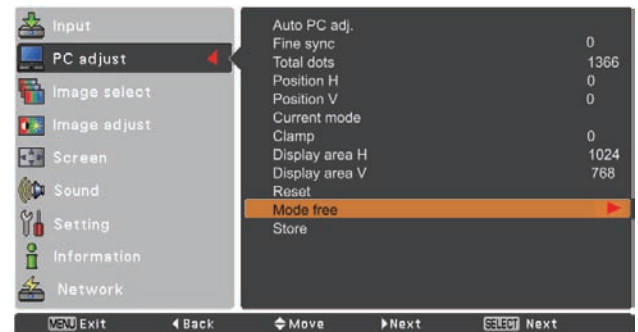 Input
PC adjust
Image select
Image adjust
Screen
Sound
Setting
Information
Network
Auto PC adj.
Fine sync 0
Total dots 1366
Position H 0
Position V 0
Current mode
Clamp 0
Display area H 1024
Display area V 768
Reset
Mode free
Store
MENU Exit Back Move Next SELECT Next